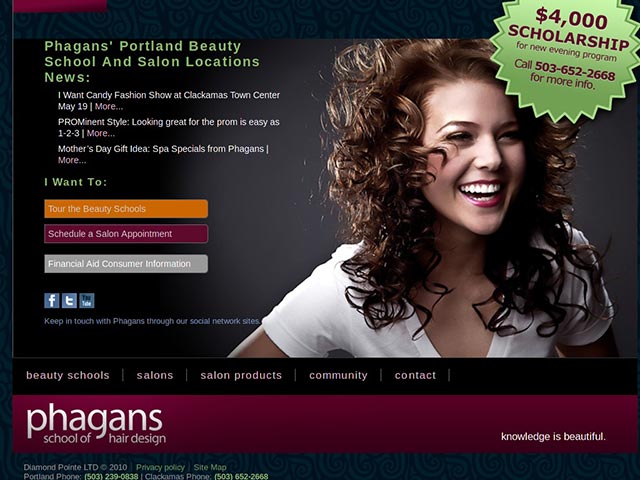 $4,000
SCHOLARSHIP
for new evening program
Call 503-652-2668
for more info.
Phagans' Portland Beauty
School And Salon Locations
News:
I Want Candy Fashion Show at Clackamas Town Center
May 19 | More...
PROMinent Style: Looking great for the prom is easy as
1-2-3 | More...
Mother's Day Gift Idea: Spa Specials from Phagans |
More...
I Want To:
Tour the Beauty Schools
Schedule a Salon Appointment
Financial Aid Consumer Information
f t You Tube
Keep in touch with Phagans through our social network sites.
beauty schools | salons | salon products | community | contact |
phagans
school of hair design
knowledge is beautiful.
Diamond Pointe LTD © 2010 | Privacy policy | Site Map
Portland Phone: (503) 239-0838 | Clackamas Phone: (503) 652-2668